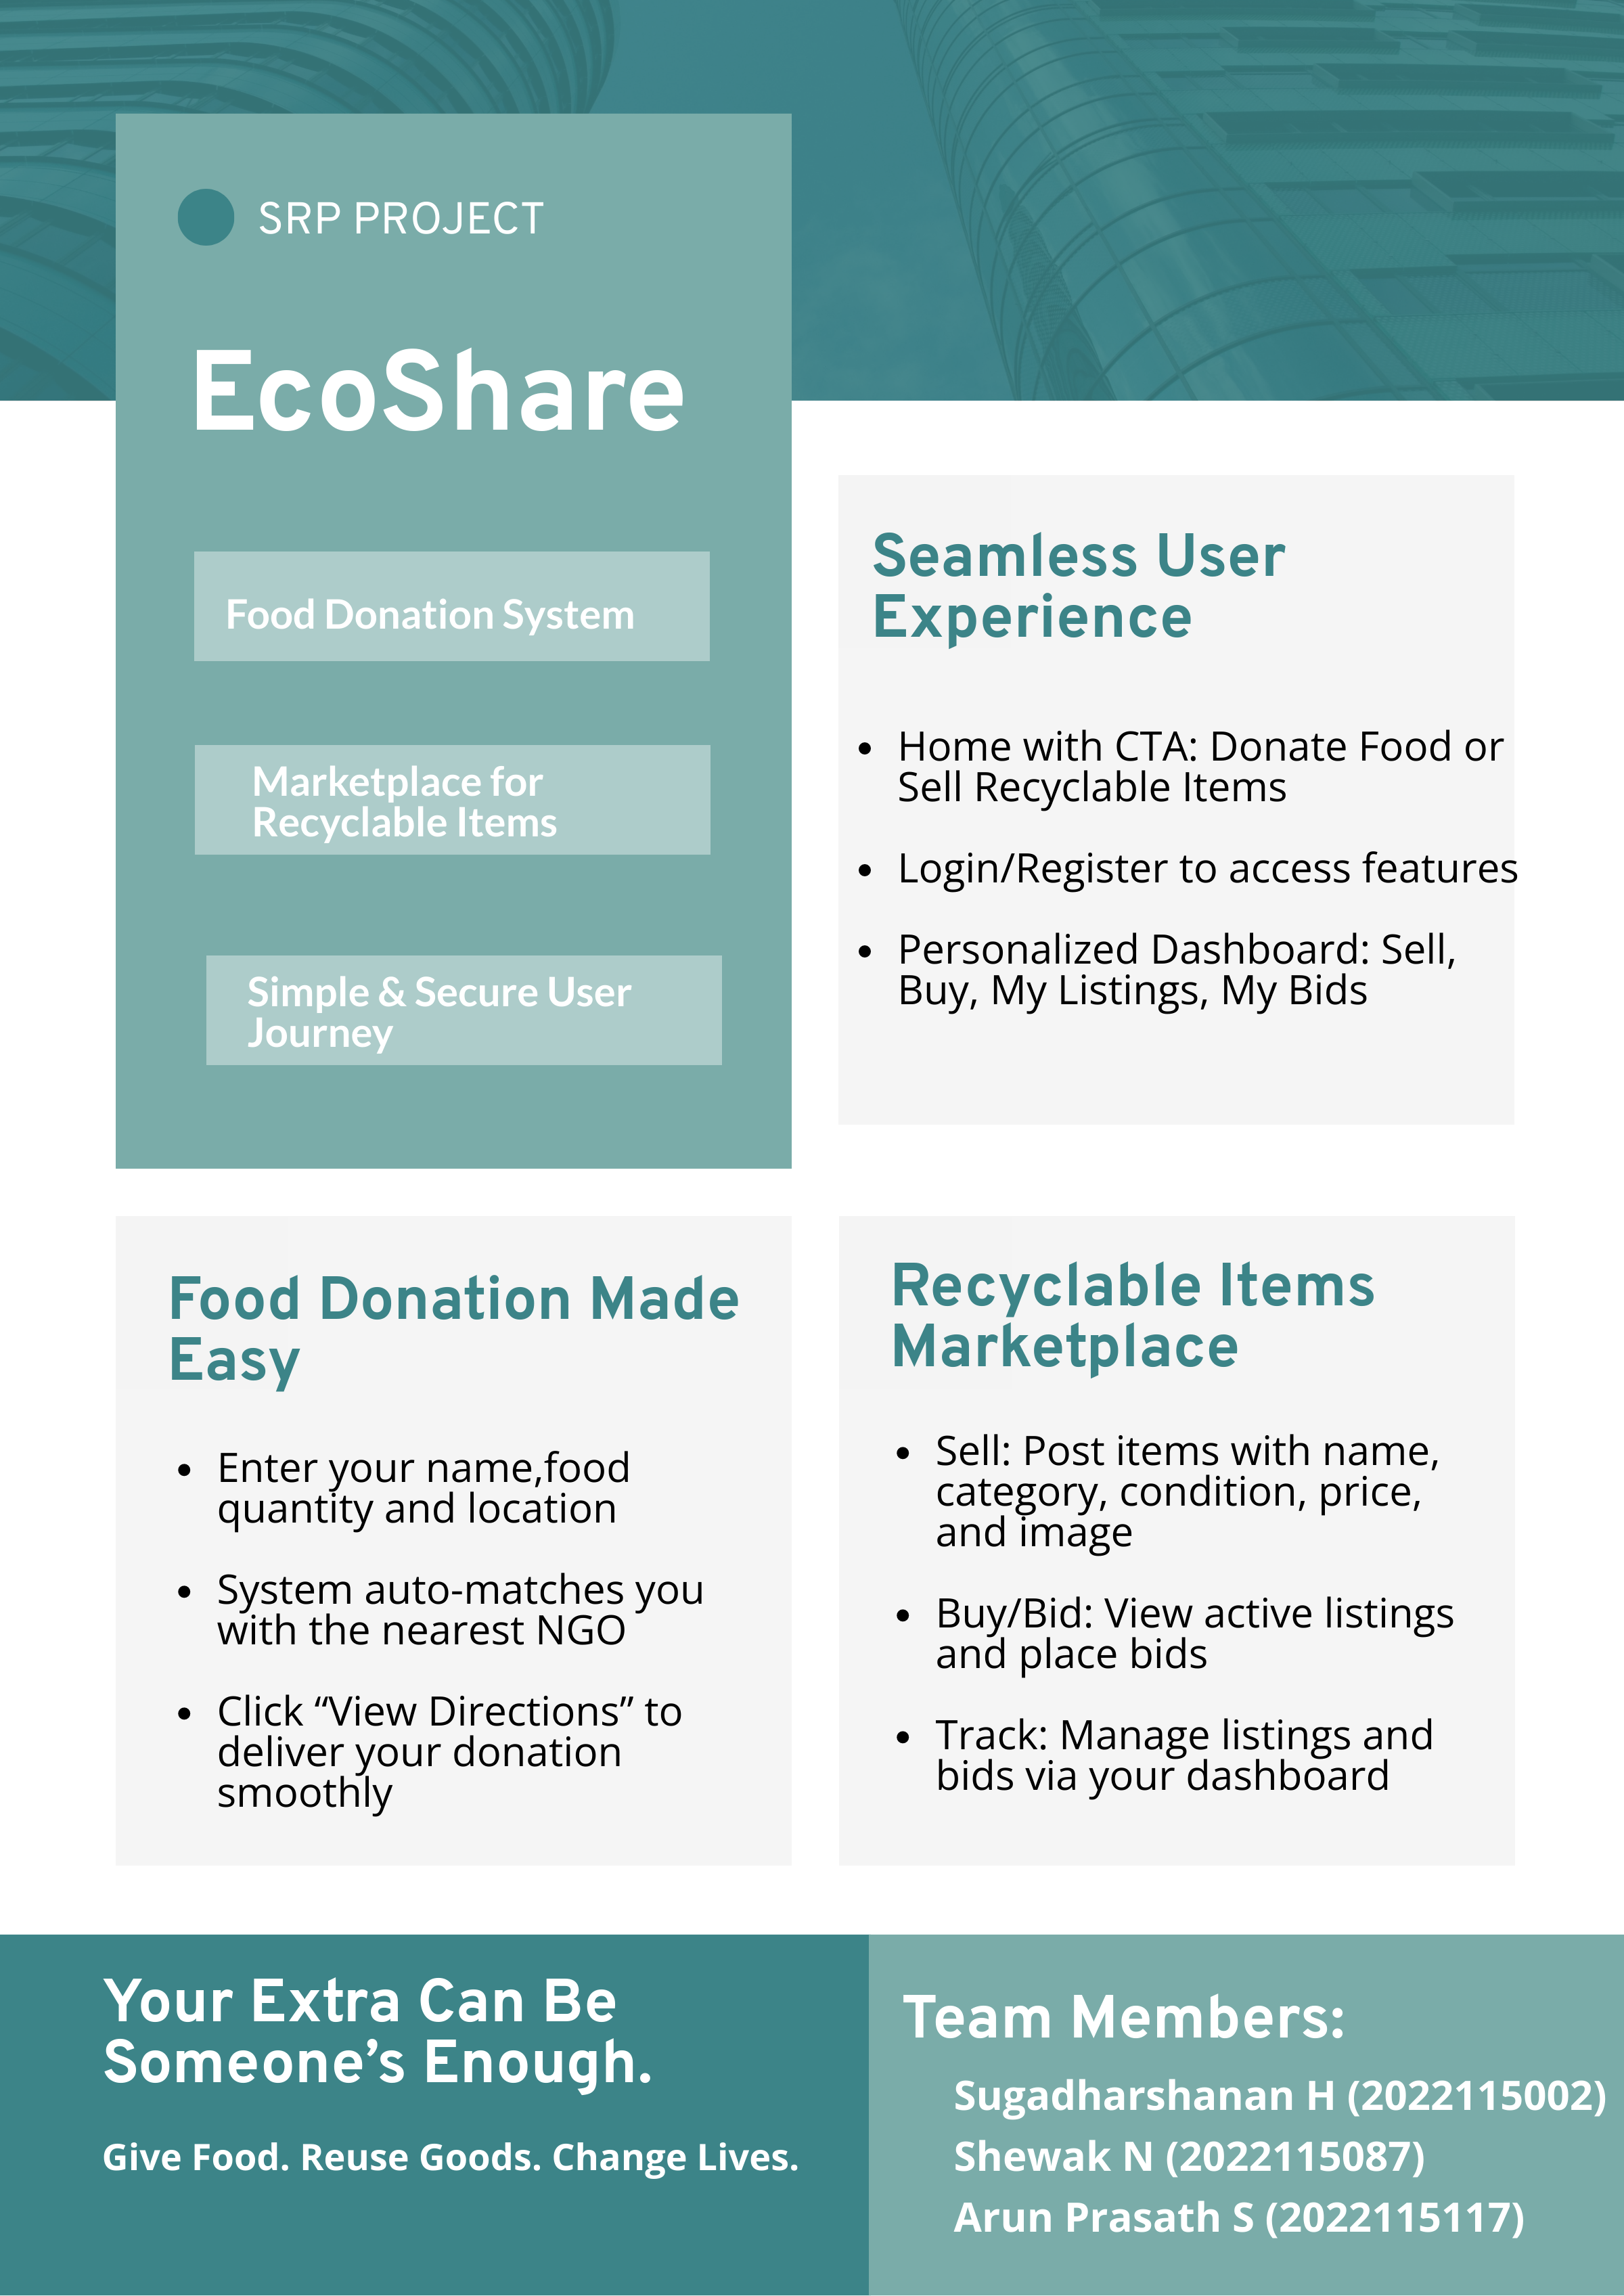 SRP PROJECT
EcoShare
Food Donation System
Marketplace for
Recyclable Items
Simple & Secure User
Journey
Seamless User
Experience
• Home with CTA: Donate Food or
Sell Recyclable Items
• Login/Register to access features
• Personalized Dashboard: Sell,
Buy, My Listings, My Bids
Food Donation Made
Easy
• Enter your name,food
quantity and location
• System auto-matches you
with the nearest NGO
• Click “View Directions” to
deliver your donation
smoothly
Recyclable Items
Marketplace
• Sell: Post items with name,
category, condition, price,
and image
• Buy/Bid: View active listings
and place bids
• Track: Manage listings and
bids via your dashboard
Your Extra Can Be
Someone’s Enough.
Give Food. Reuse Goods. Change Lives.
Team Members:
Sugadharshanan H (2022115002)
Shewak N (2022115087)
Arun Prasath S (2022115117)